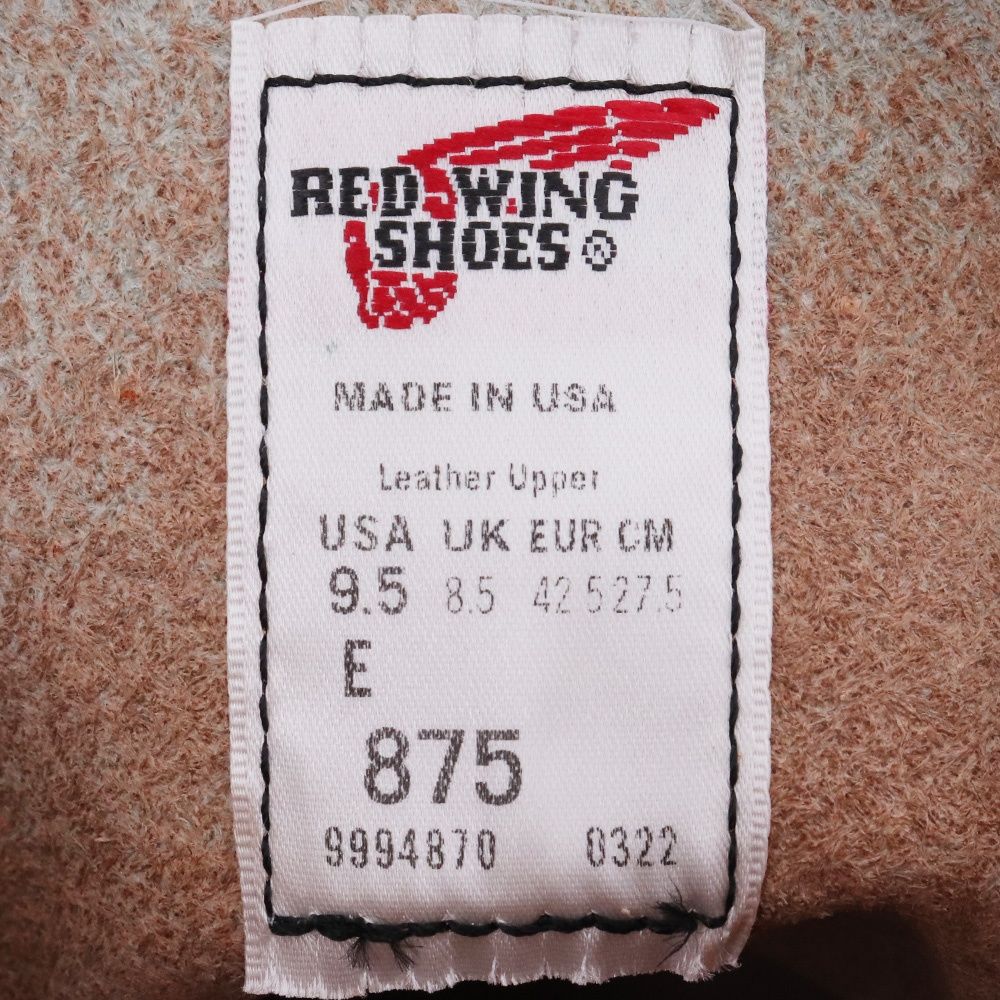 RED WING
SHOES ®
MADE IN USA
Leather Upper
USA UK EUR CM
9.5 8.5 42 5 27.5
E
875
9994870 0322